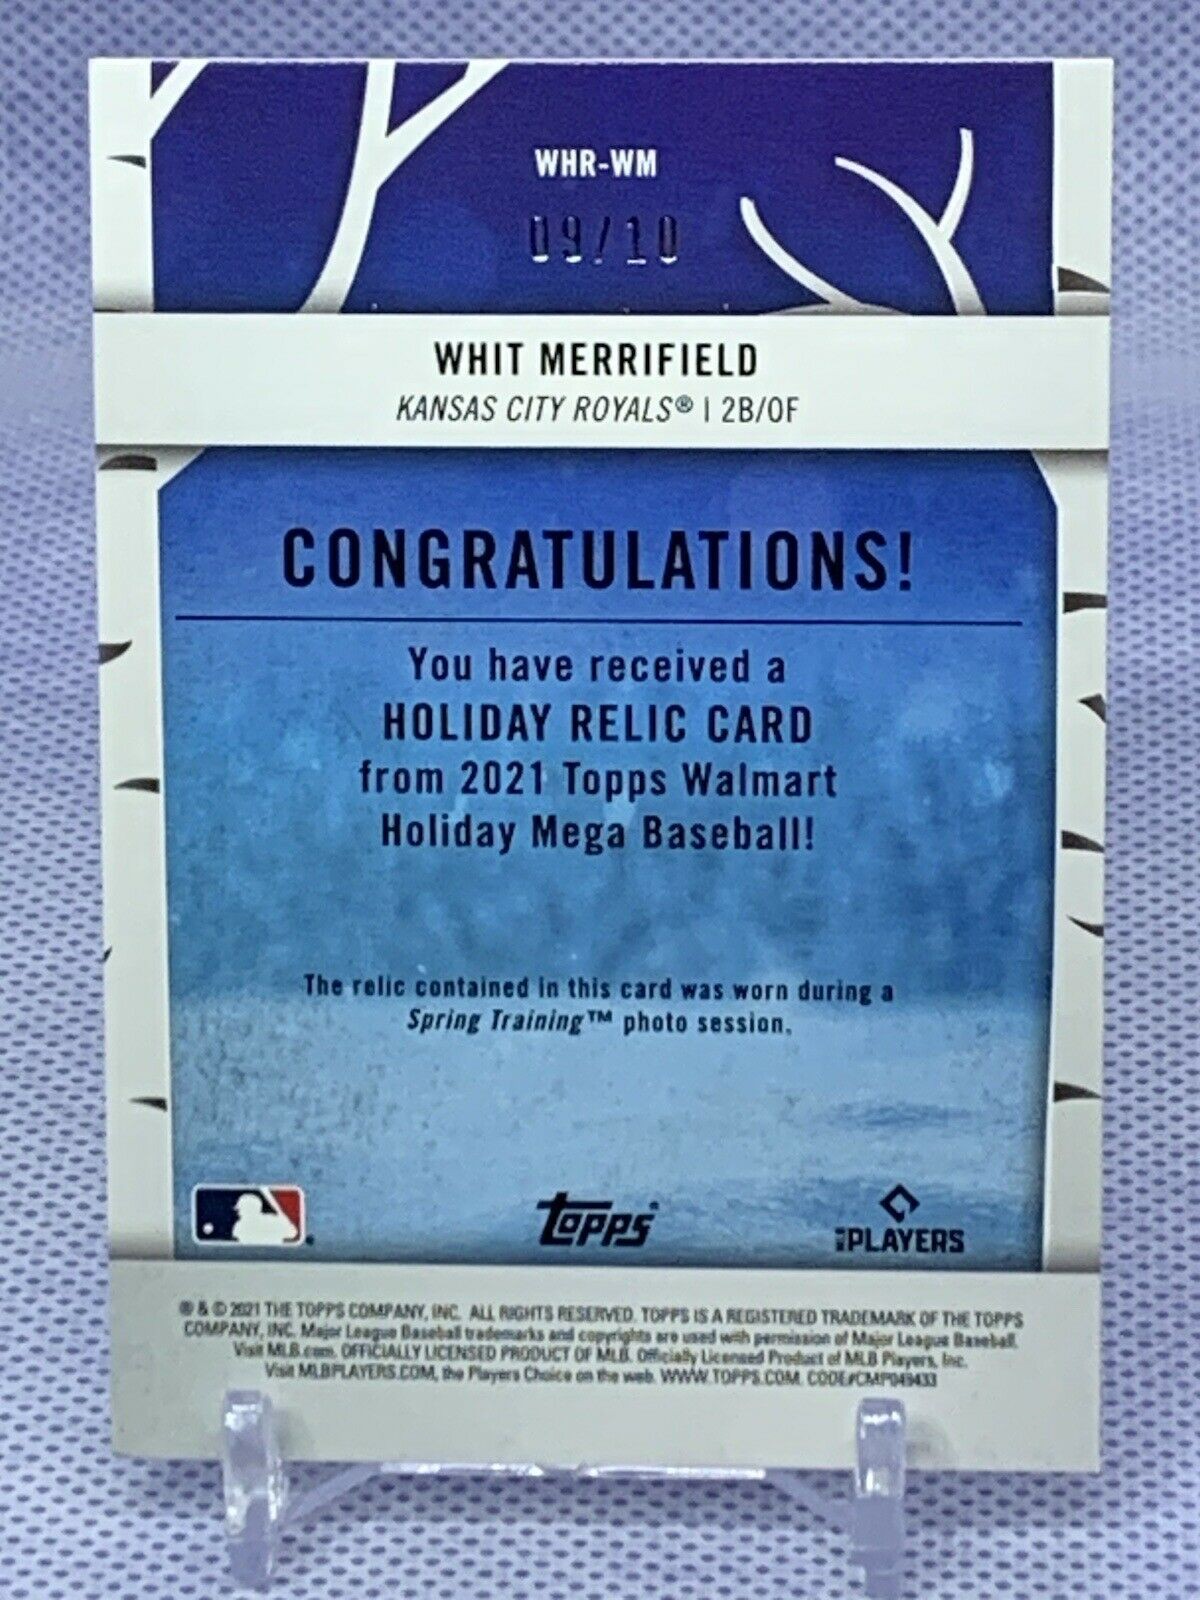 WHR-WM
09/10
WHIT MERRIFIELD
KANSAS CITY ROYALS® | 2B/OF
CONGRATULATIONS!
You have received a
HOLIDAY RELIC CARD
from 2021 Topps Walmart
Holiday Mega Baseball!
The relic contained in this card was worn during a
Spring Training™ photo session.
topps® PLAYERS
® & © 2021 THE TOPPS COMPANY, INC. ALL RIGHTS RESERVED. TOPPS IS A REGISTERED TRADEMARK OF THE TOPPS
COMPANY, INC. Major League Baseball trademarks and copyrights are used with permission of Major League Baseball.
Visit MLB.com. OFFICIALLY LICENSED PRODUCT OF MLB. Officially Licensed Product of MLB Players, Inc.
Visit MLBPLAYERS.COM, the Players Choice on the web. WWW.TOPPS.COM. CODE#CMP049433